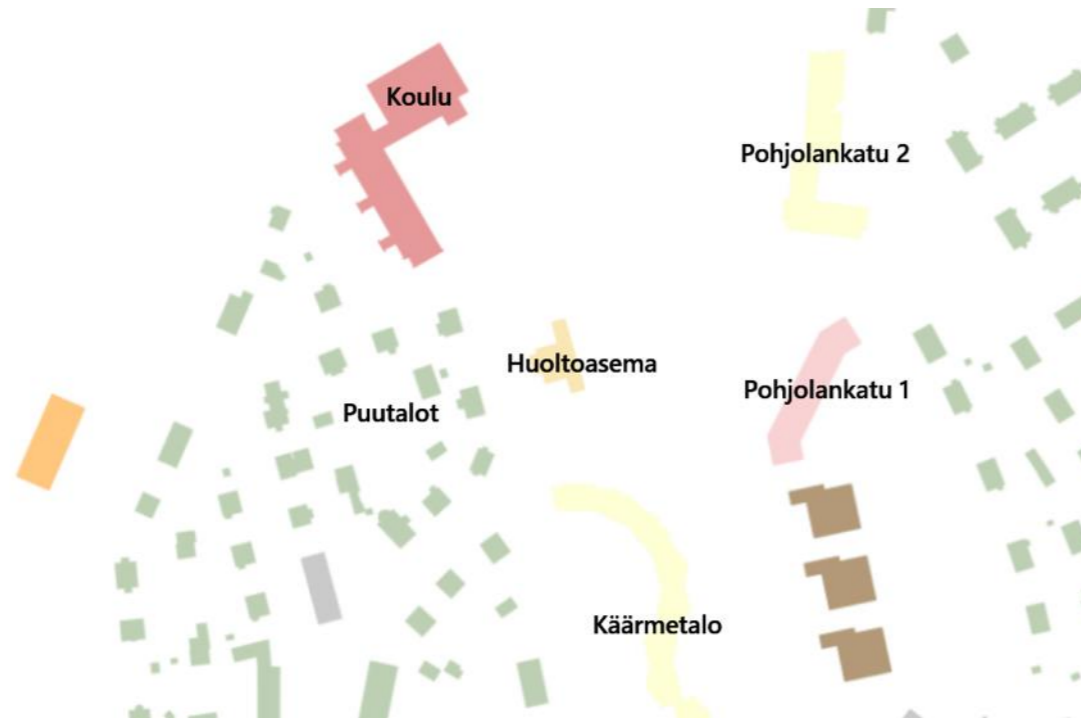 Koulu
Pohjolankatu 2
Huoltoasema
Pohjolankatu 1
Puutalot
Käärmetalo